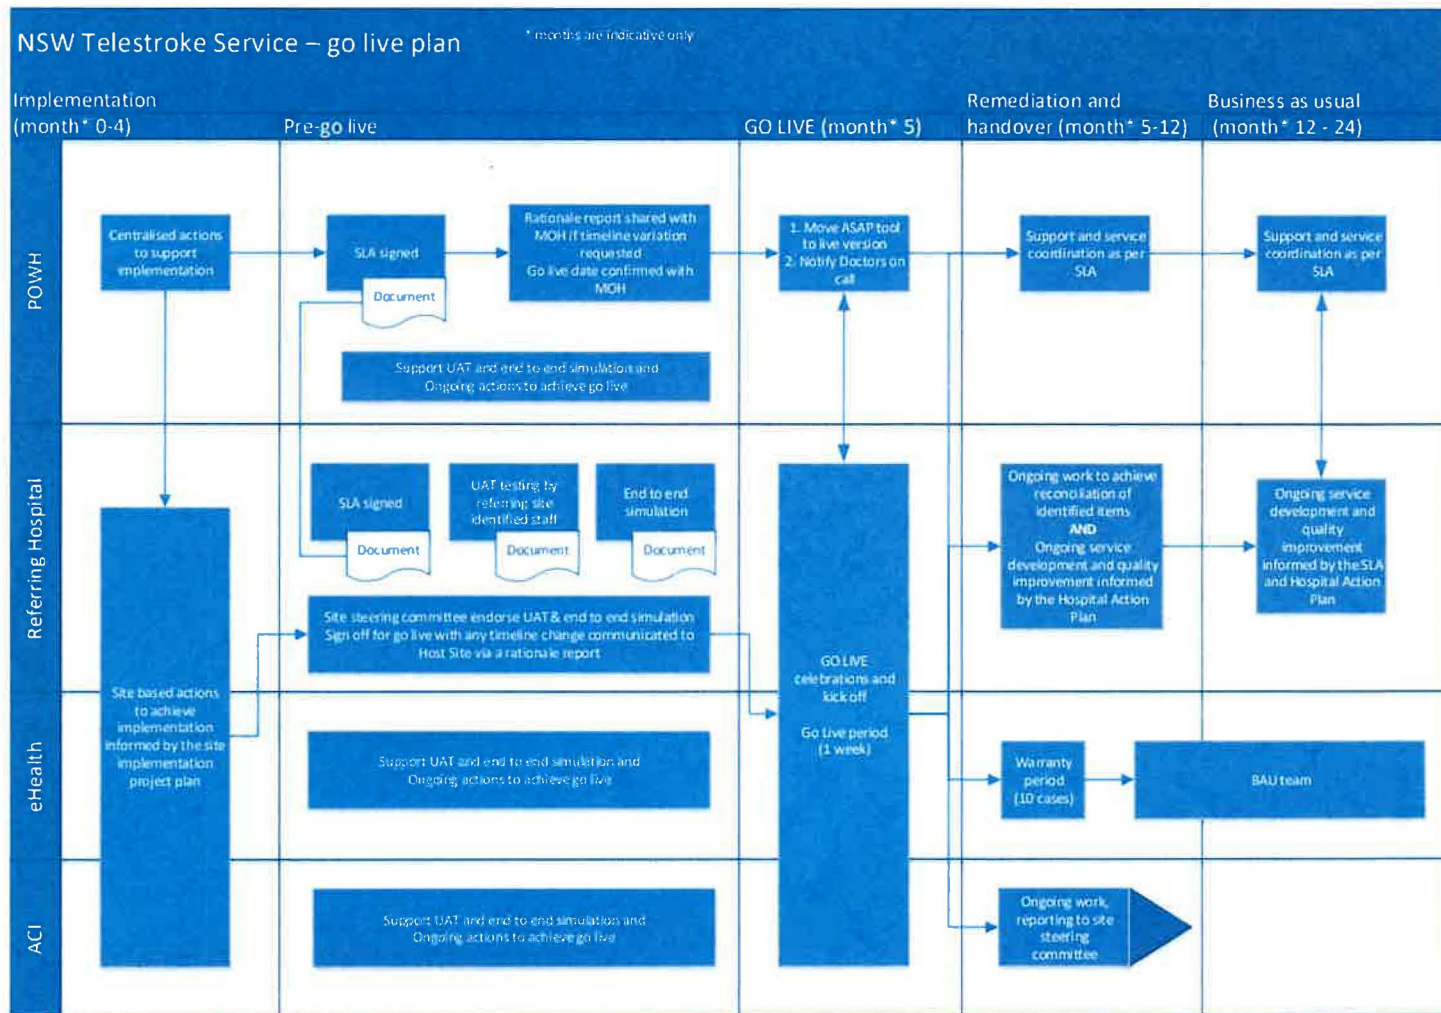 NSW Telestroke Service – go live plan
* months are indicative only
Implementation
(month* 0-4)
Pre-go live
GO LIVE (month* 5)
Remediation and
handover (month* 5-12)
Business as usual
(month* 12 - 24)
POWH
Centralised actions
to support
implementation
SLA signed
Document
Rationale report shared with
MOH if timeline variation
requested
Go live date confirmed with
MOH
1. Move ASAP tool
to live version
2. Notify Doctors on
call
Support and service
coordination as per
SLA
Support and service
coordination as per
SLA
Support UAT and end to end simulation and
Ongoing actions to achieve go live
Referring Hospital
SLA signed
Document
UAT testing by
referring site
identified staff
Document
End to end
simulation
Document
Ongoing work to achieve
reconciliation of
identified items
AND
Ongoing service
development and quality
improvement informed
by the Hospital Action
Plan
Ongoing service
development and
quality
improvement
informed by the SLA
and Hospital Action
Plan
Site steering committee endorse UAT & end to end simulation
Sign off for go live with any timeline change communicated to
Host Site via a rationale report
Site based actions
to achieve
implementation
informed by the site
implementation
project plan
GO LIVE
celebrations and
kick off
Go Live period
(1 week)
eHealth
Support UAT and end to end simulation and
Ongoing actions to achieve go live
Warranty
period
(10 cases)
BAU team
ACI
Support UAT and end to end simulation and
Ongoing actions to achieve go live
Ongoing work,
reporting to site
steering
committee